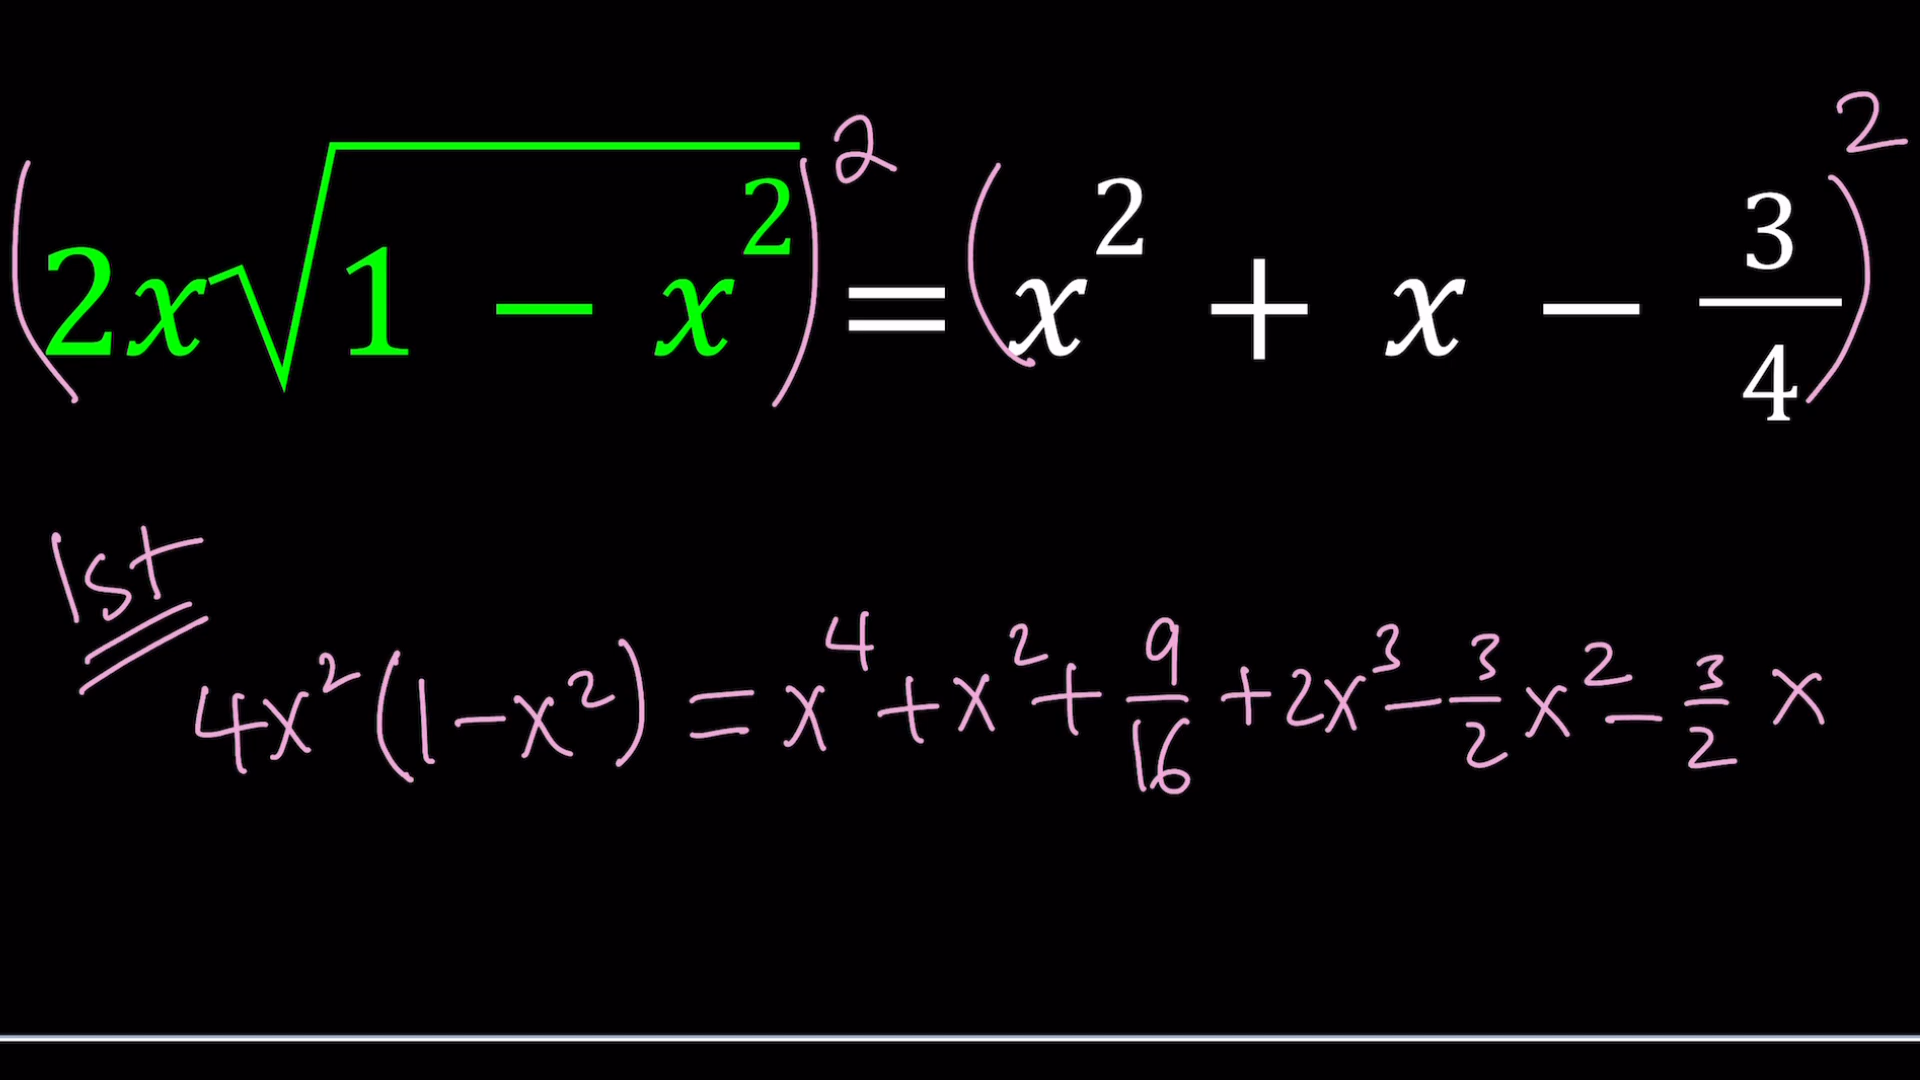 (2x√(1 − x²))² = (x² + x − 3/4)²
1st
4x²(1−x²) = x⁴ + x² + 9/16 + 2x³ − 3/2 x² − 3/2 x